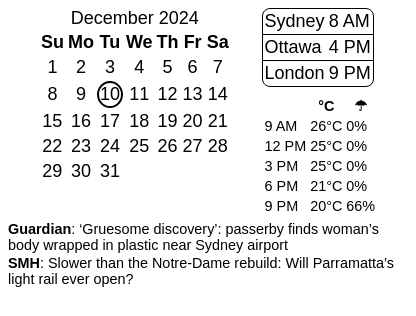 December 2024
Su Mo Tu We Th Fr Sa
1 2 3 4 5 6 7
8 9 10 11 12 13 14
15 16 17 18 19 20 21
22 23 24 25 26 27 28
29 30 31
Sydney 8 AM
Ottawa 4 PM
London 9 PM
°C ☂
9 AM 26°C 0%
12 PM 25°C 0%
3 PM 25°C 0%
6 PM 21°C 0%
9 PM 20°C 66%
Guardian: ‘Gruesome discovery’: passerby finds woman’s
body wrapped in plastic near Sydney airport
SMH: Slower than the Notre-Dame rebuild: Will Parramatta’s
light rail ever open?